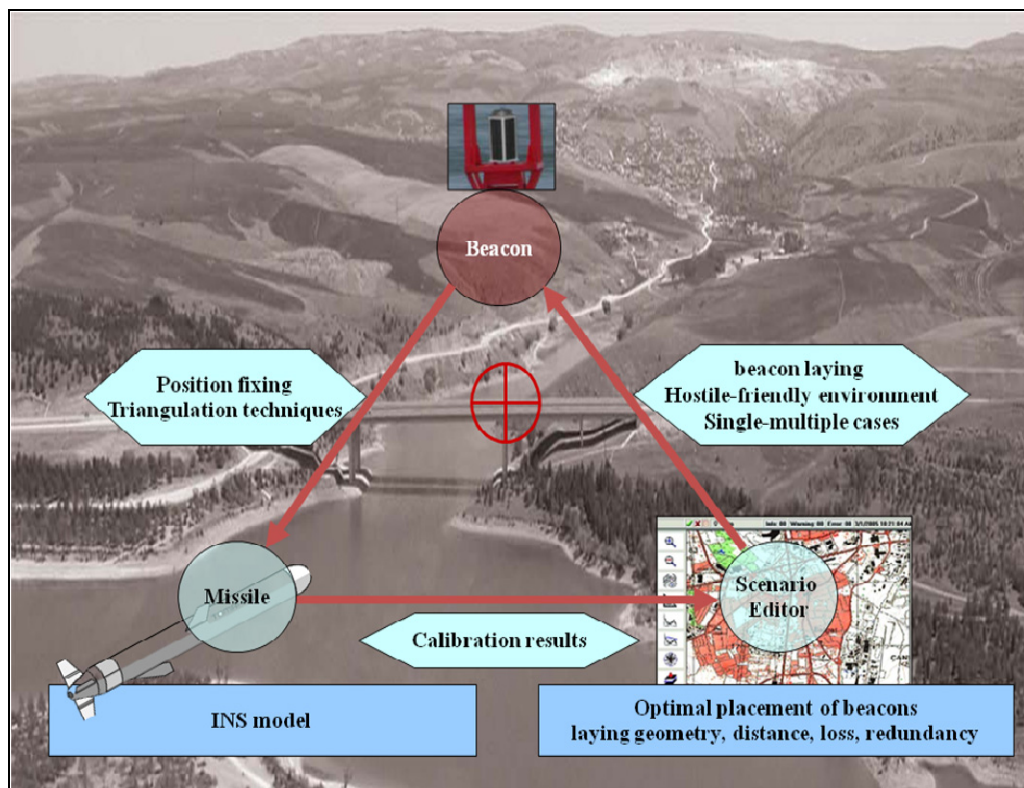 Beacon
Position fixing
Triangulation techniques
beacon laying
Hostile-friendly environment
Single-multiple cases
Missile
Scenario
Editor
Calibration results
INS model
Optimal placement of beacons
laying geometry, distance, loss, redundancy